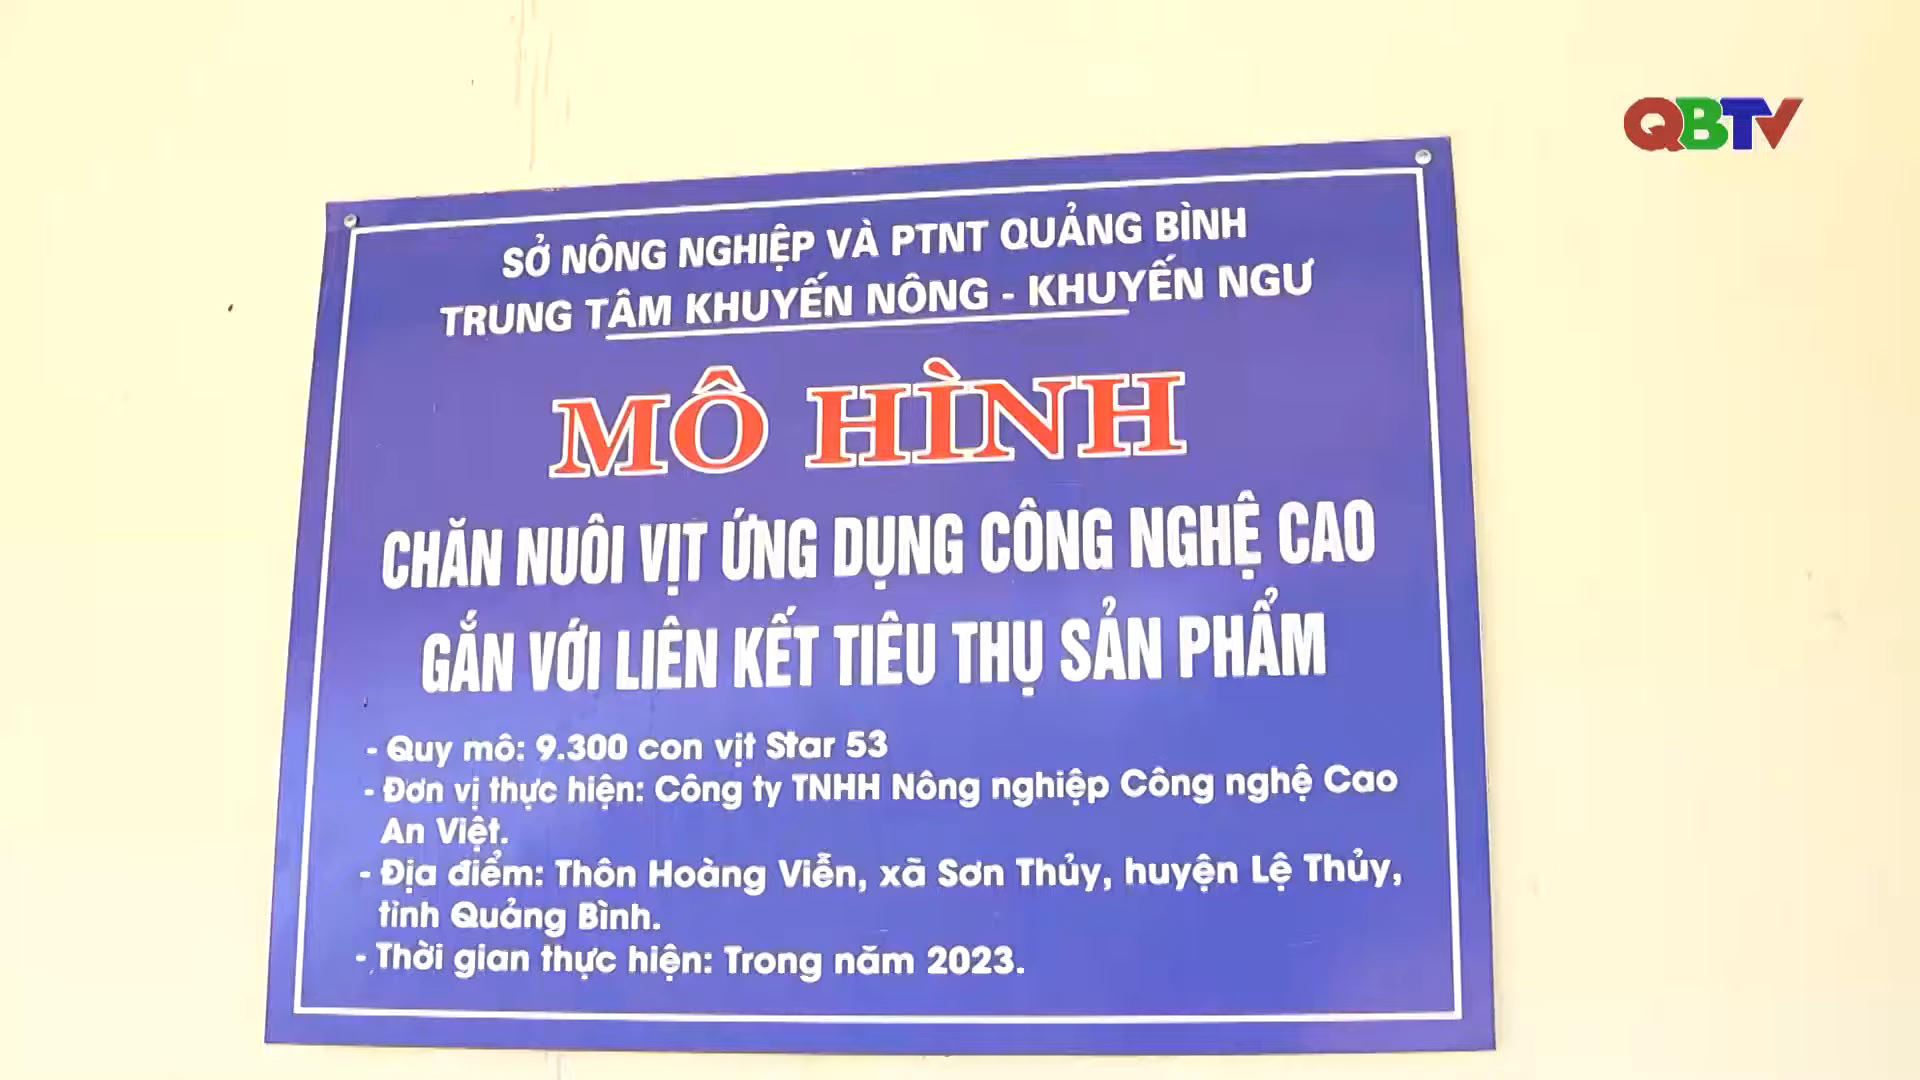 QBTV
SỞ NÔNG NGHIỆP VÀ PTNT QUẢNG BÌNH
TRUNG TÂM KHUYẾN NÔNG - KHUYẾN NGƯ
MÔ HÌNH
CHĂN NUÔI VỊT ỨNG DỤNG CÔNG NGHỆ CAO
GẮN VỚI LIÊN KẾT TIÊU THỤ SẢN PHẨM
- Quy mô: 9.300 con vịt Star 53
- Đơn vị thực hiện: Công ty TNHH Nông nghiệp Công nghệ Cao
An Việt.
- Địa điểm: Thôn Hoàng Viễn, xã Sơn Thủy, huyện Lệ Thủy,
tỉnh Quảng Bình.
- Thời gian thực hiện: Trong năm 2023.